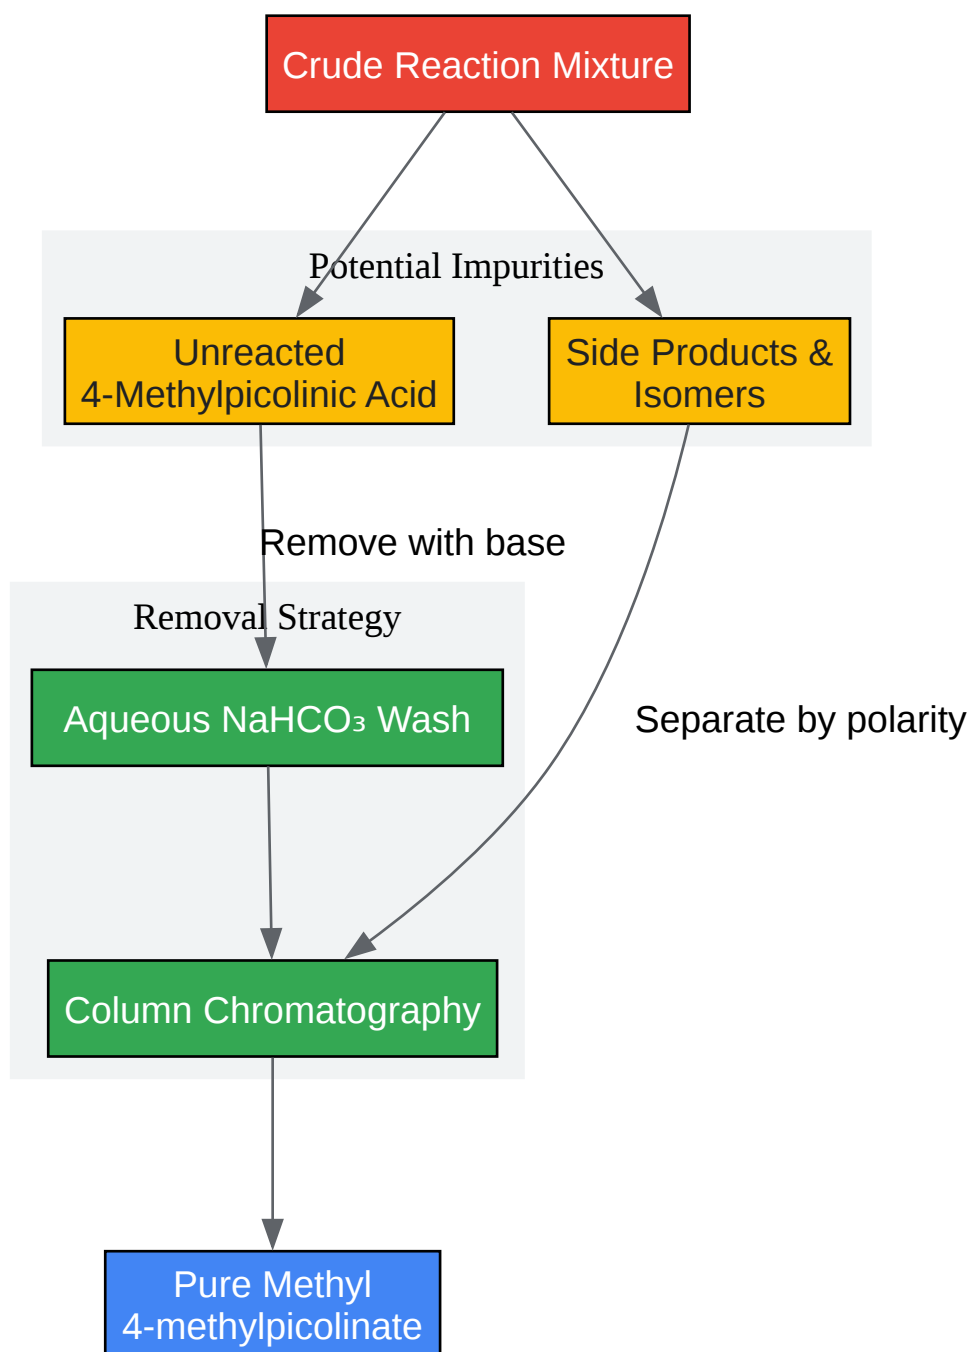 Crude Reaction Mixture
Potential Impurities
Unreacted
4-Methylpicolinic Acid
Side Products &
Isomers
Remove with base
Removal Strategy
Aqueous NaHCO₃ Wash
Separate by polarity
Column Chromatography
Pure Methyl
4-methylpicolinate